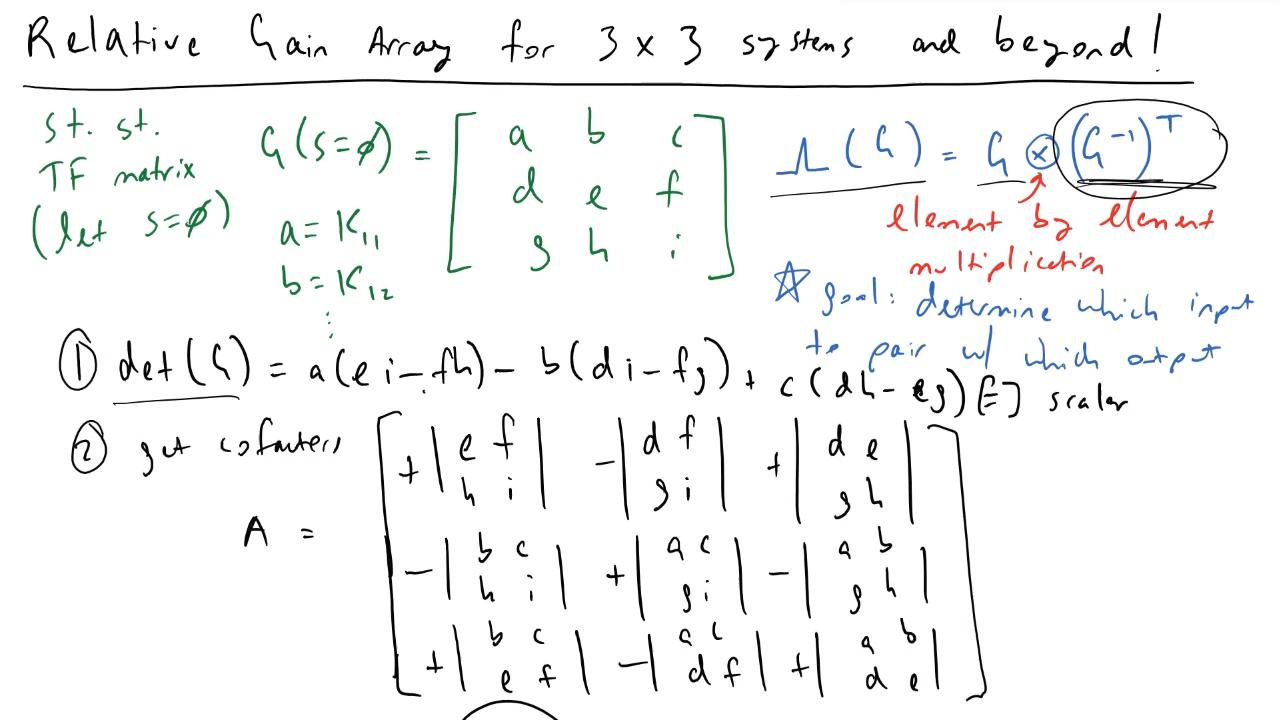 Relative Gain Array for 3 x 3 systems and beyond!
st. st.
TF matrix
(let s=∅)
G(s=∅) = [ a b c
d e f
g h i ]
a = K₁₁
b = K₁₂
⋮
Λ(G) = G ⊗ (G⁻¹)ᵀ
element by element
multiplication
☆ goal: determine which input
to pair w/ which output
① det(G) = a(ei-fh) - b(di-fg) + c(dh-eg) [=] scalar
② get cofactors
A =
[ +|e f| -|d f| +|d e|
|h i| |g i| |g h|
-|b c| +|a c| -|a b|
|h i| |g i| |g h|
+|b c| -|a c| +|a b|
|e f| |d f| |d e| ]